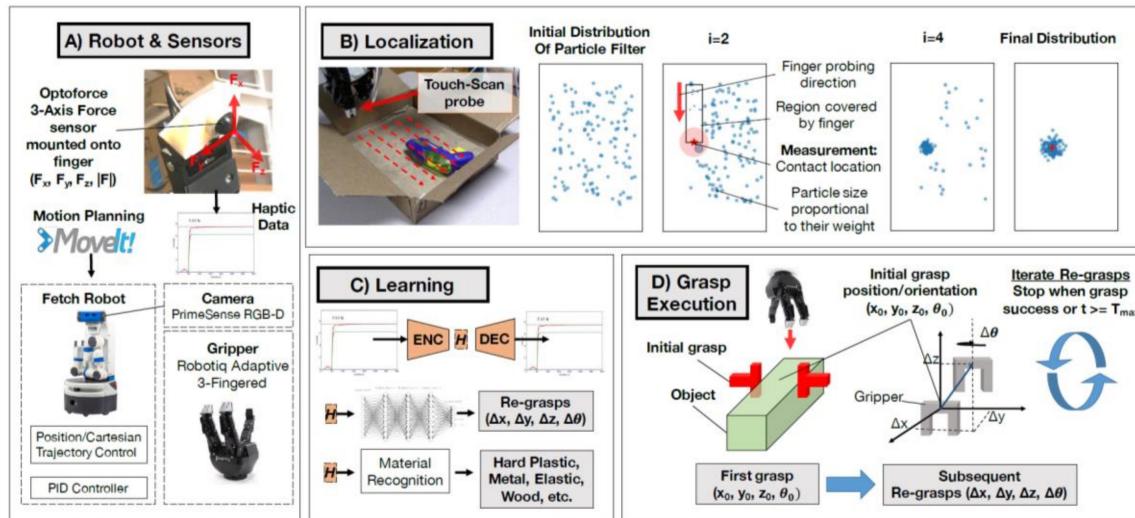 A) Robot & Sensors
Optoforce
3-Axis Force
sensor
mounted onto
finger
(Fx, Fy, Fz, |F|)
Fx
Fz
Motion Planning
MoveIt!
Haptic
Data
Fetch Robot
Position/Cartesian
Trajectory Control
PID Controller
Camera
PrimeSense RGB-D
Gripper
Robotiq Adaptive
3-Fingered
B) Localization
Touch-Scan
probe
Initial Distribution
Of Particle Filter
i=2
Finger probing
direction
Region covered
by finger
Measurement:
Contact location
Particle size
proportional
to their weight
i=4
Final Distribution
C) Learning
ENC
H
DEC
H
Re-grasps
(Δx, Δy, Δz, Δθ)
H
Material
Recognition
Hard Plastic,
Metal, Elastic,
Wood, etc.
D) Grasp
Execution
Initial grasp
position/orientation
(x₀, y₀, z₀, θ₀)
Iterate Re-grasps
Stop when grasp
success or t >= Tmax
Initial grasp
Object
Gripper
Δθ
Δz
Δx
Δy
First grasp
(x₀, y₀, z₀, θ₀)
Subsequent
Re-grasps (Δx, Δy, Δz, Δθ)